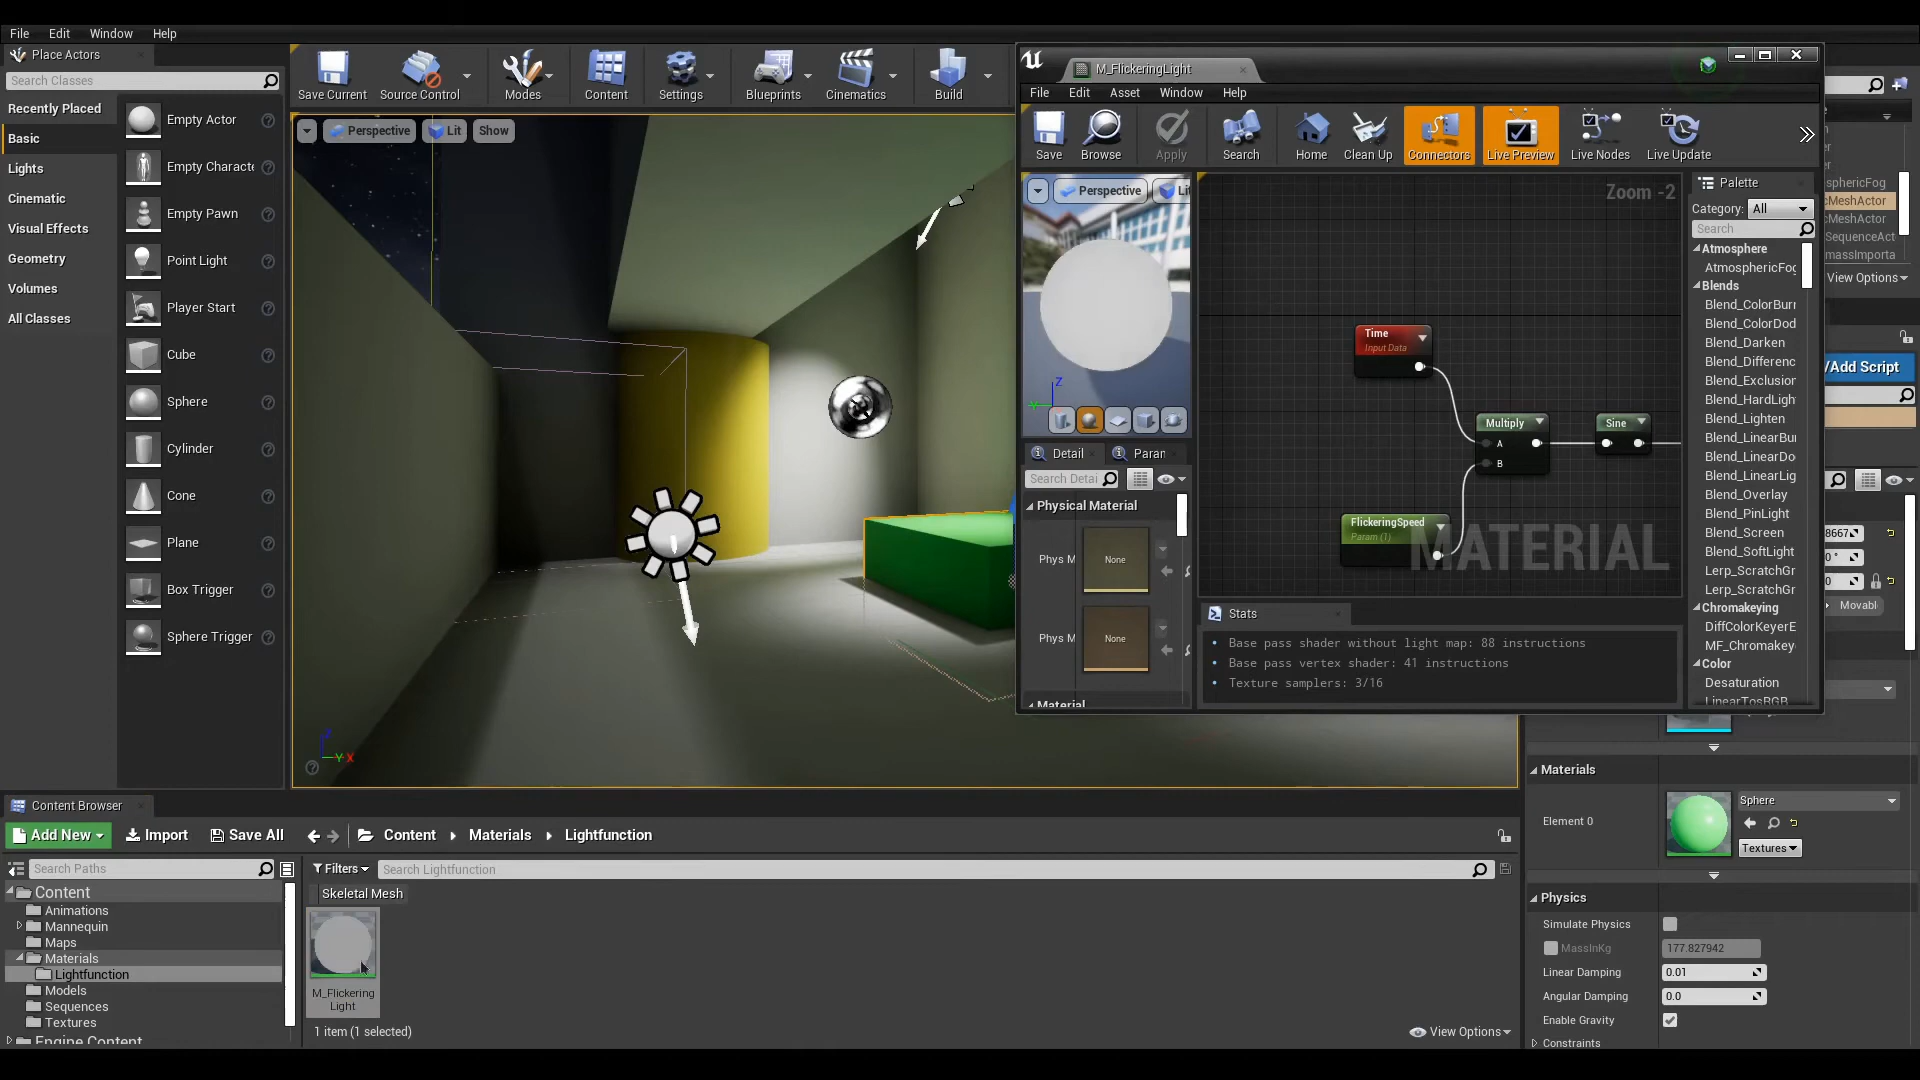 File Edit Window Help
Place Actors
Search Classes
Recently Placed
Basic
Lights
Cinematic
Visual Effects
Geometry
Volumes
All Classes
Empty Actor
Empty Characte
Empty Pawn
Point Light
Player Start
Cube
Sphere
Cylinder
Cone
Plane
Box Trigger
Sphere Trigger
Save Current
Source Control
Modes
Content
Settings
Blueprints
Cinematics
Build
Perspective
Lit
Show
M_FlickeringLight
File Edit Asset Window Help
Save
Browse
Apply
Search
Home
Clean Up
Connectors
Live Preview
Live Nodes
Live Update
Perspective
Z
Y
Detail
Param
Search Detai
Physical Material
Phys M
None
Phys M
None
Material
Zoom -2
Time
Input Data
Multiply
A
B
Sine
FlickeringSpeed
Param (1)
MATERIAL
Stats
Base pass shader without light map: 88 instructions
Base pass vertex shader: 41 instructions
Texture samplers: 3/16
Palette
Category: All
Search
Atmosphere
AtmosphericFog
Blends
Blend_ColorBurn
Blend_ColorDod
Blend_Darken
Blend_Differenc
Blend_Exclusion
Blend_HardLigh
Blend_Lighten
Blend_LinearBur
Blend_LinearDo
Blend_LinearLig
Blend_Overlay
Blend_PinLight
Blend_Screen
Blend_SoftLight
Lerp_ScratchGr
Lerp_ScratchGr
Chromakeying
DiffColorKeyerE
MF_Chromakey
Color
Desaturation
LinearTosRGB
sphericFog
cMeshActor
cMeshActor
SequenceAct
massImporta
View Options
/Add Script
8667
0 °
0
Movabl
Materials
Element 0
Sphere
Textures
Physics
Simulate Physics
MassInKg
177.827942
Linear Damping
0.01
Angular Damping
0.0
Enable Gravity
Constraints
Y X
Content Browser
Add New
Import
Save All
Content
Materials
Lightfunction
Search Paths
Filters
Search Lightfunction
Content
Animations
Mannequin
Maps
Materials
Lightfunction
Models
Sequences
Textures
Engine Content
Skeletal Mesh
M_Flickering
Light
1 item (1 selected)
View Options